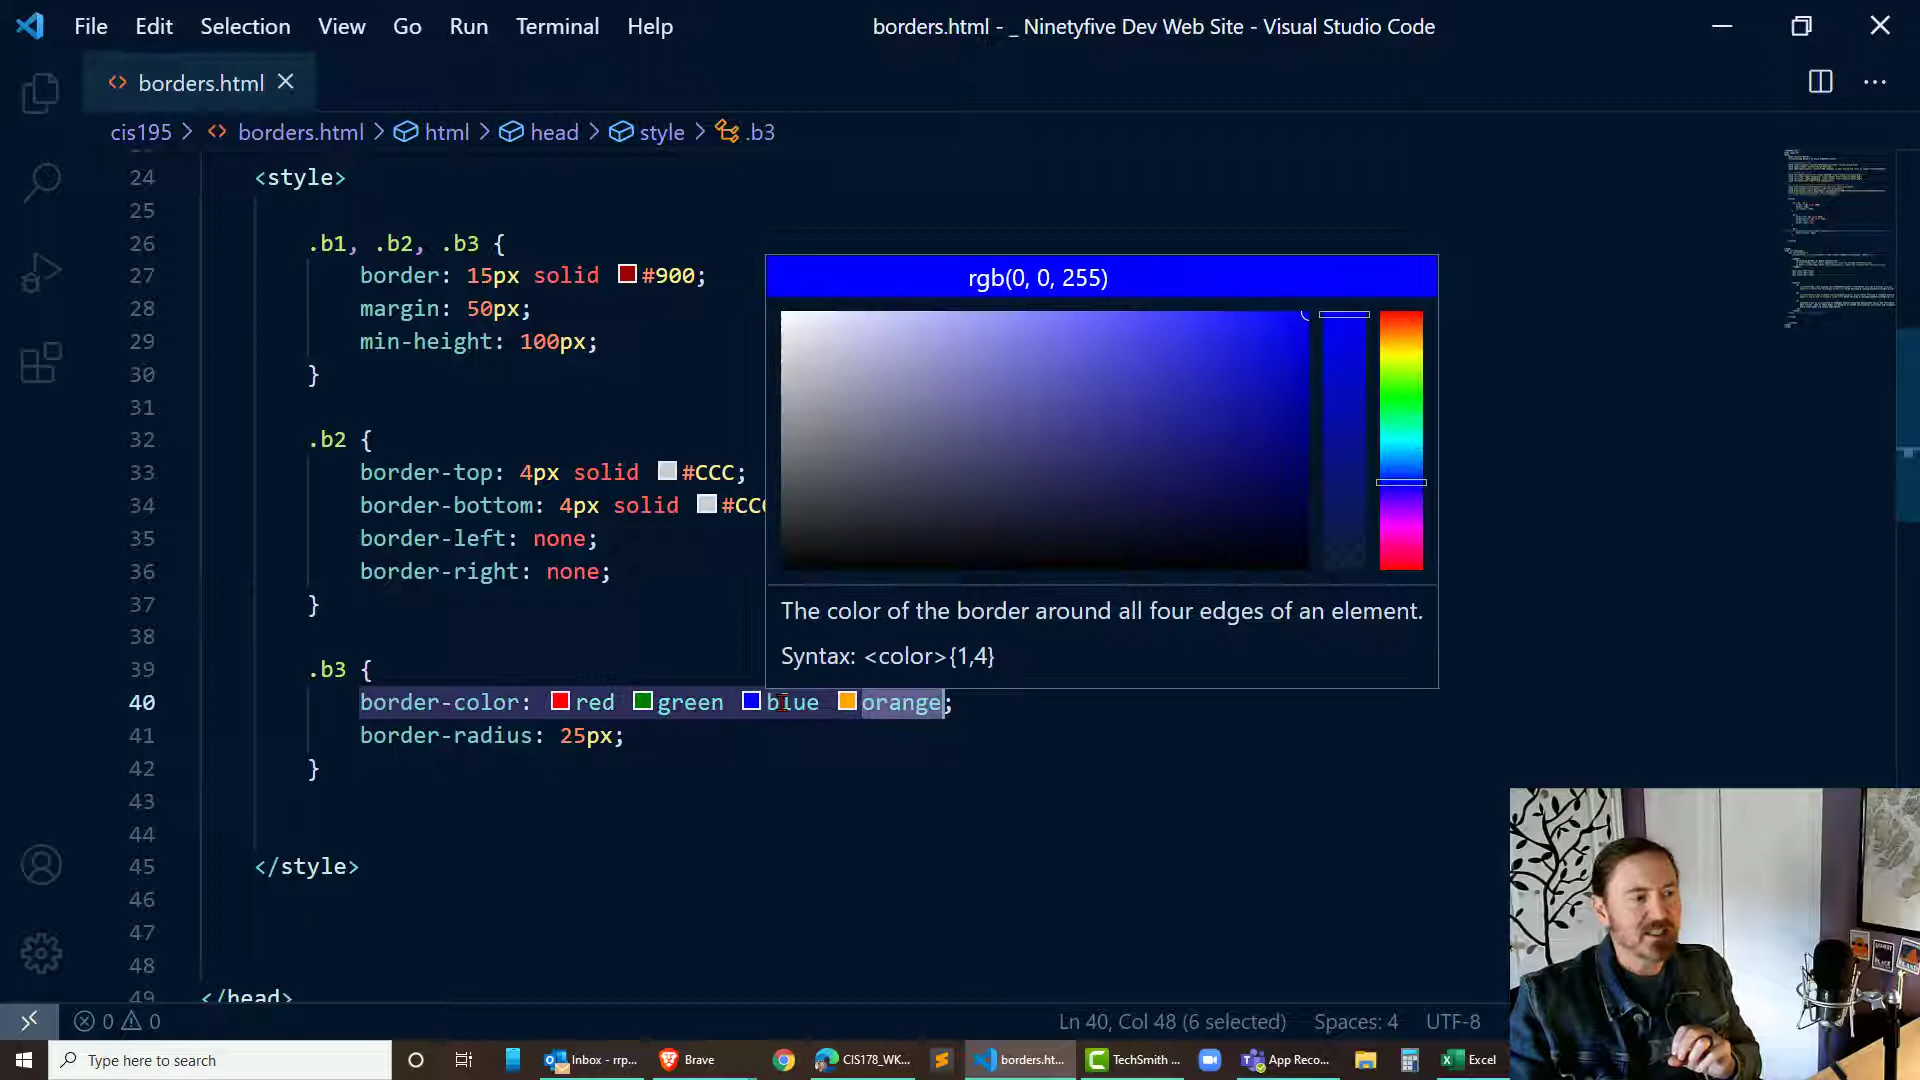 File Edit Selection View Go Run Terminal Help
borders.html - _ Ninetyfive Dev Web Site - Visual Studio Code
borders.html
cis195 > borders.html > html > head > style > .b3
24 <style>
25
26 .b1, .b2, .b3 {
27 border: 15px solid #900;
28 margin: 50px;
29 min-height: 100px;
30 }
31
32 .b2 {
33 border-top: 4px solid #CCC;
34 border-bottom: 4px solid #CC
35 border-left: none;
36 border-right: none;
37 }
38
39 .b3 {
40 border-color: red green blue orange;
41 border-radius: 25px;
42 }
43
44
45 </style>
46
47
48
49 </head>
rgb(0, 0, 255)
The color of the border around all four edges of an element.
Syntax: <color>{1,4}
0 0
Ln 40, Col 48 (6 selected) Spaces: 4 UTF-8
Type here to search
Inbox - rrp...
Brave
CIS178_WK...
borders.ht...
TechSmith ...
App Reco...
Excel